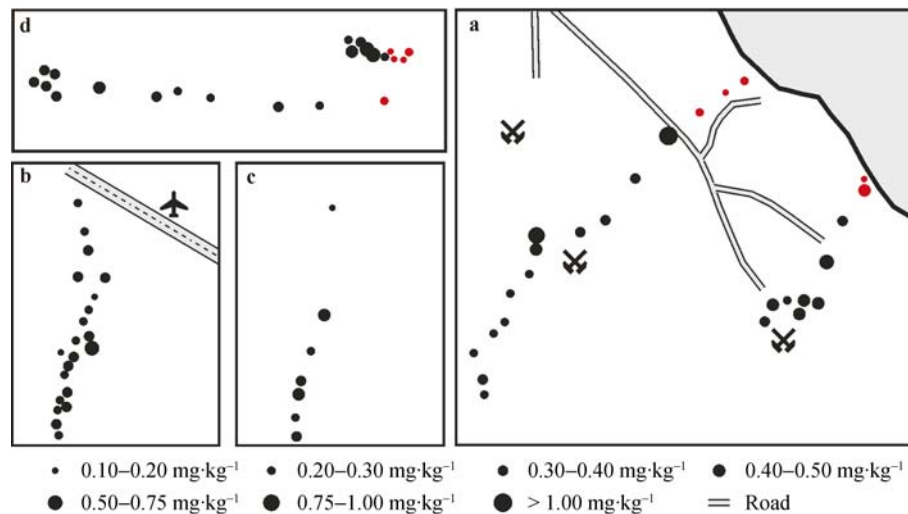 d
a
b
c
0.10–0.20 mg·kg⁻¹
0.20–0.30 mg·kg⁻¹
0.30–0.40 mg·kg⁻¹
0.40–0.50 mg·kg⁻¹
0.50–0.75 mg·kg⁻¹
0.75–1.00 mg·kg⁻¹
> 1.00 mg·kg⁻¹
Road